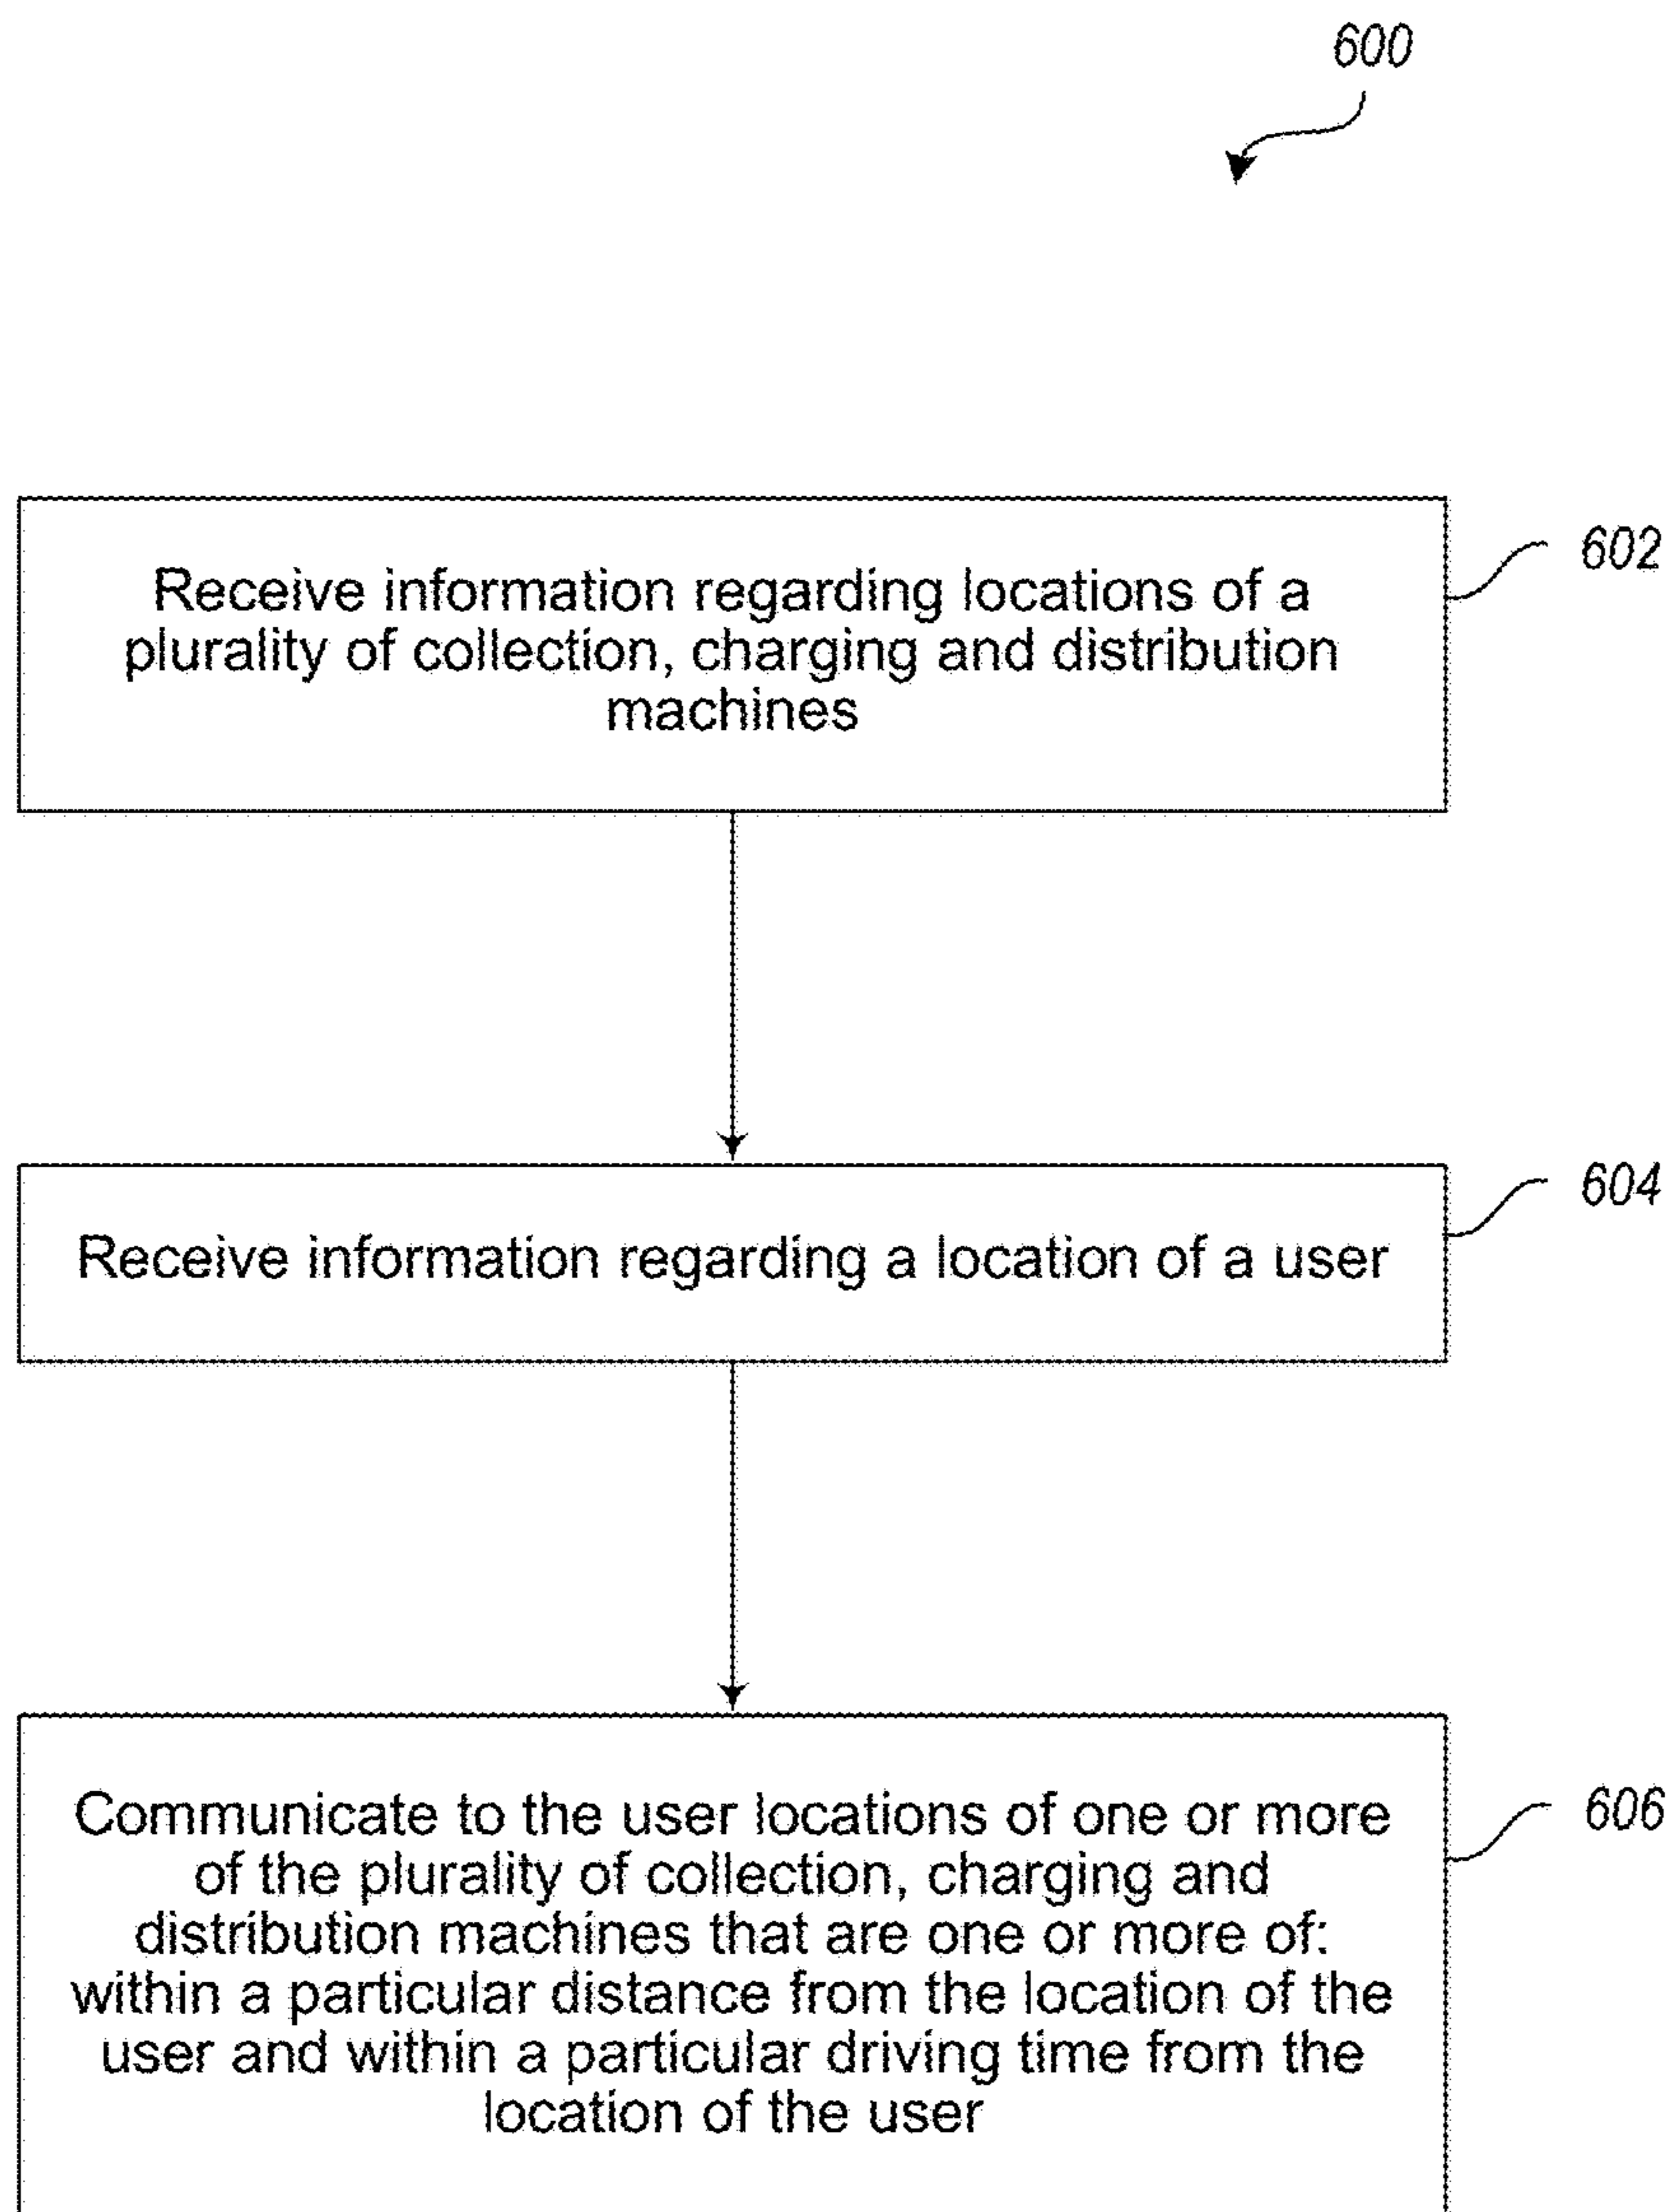 600
Receive information regarding locations of a
plurality of collection, charging and distribution
machines
602
Receive information regarding a location of a user
604
Communicate to the user locations of one or more
of the plurality of collection, charging and
distribution machines that are one or more of:
within a particular distance from the location of the
user and within a particular driving time from the
location of the user
606